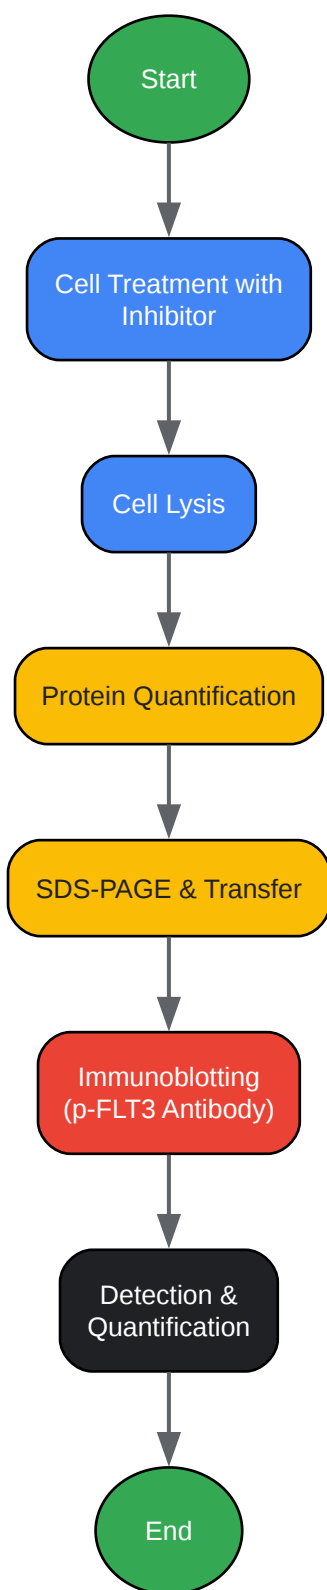 Start
Cell Treatment with
Inhibitor
Cell Lysis
Protein Quantification
SDS-PAGE & Transfer
Immunoblotting
(p-FLT3 Antibody)
Detection &
Quantification
End